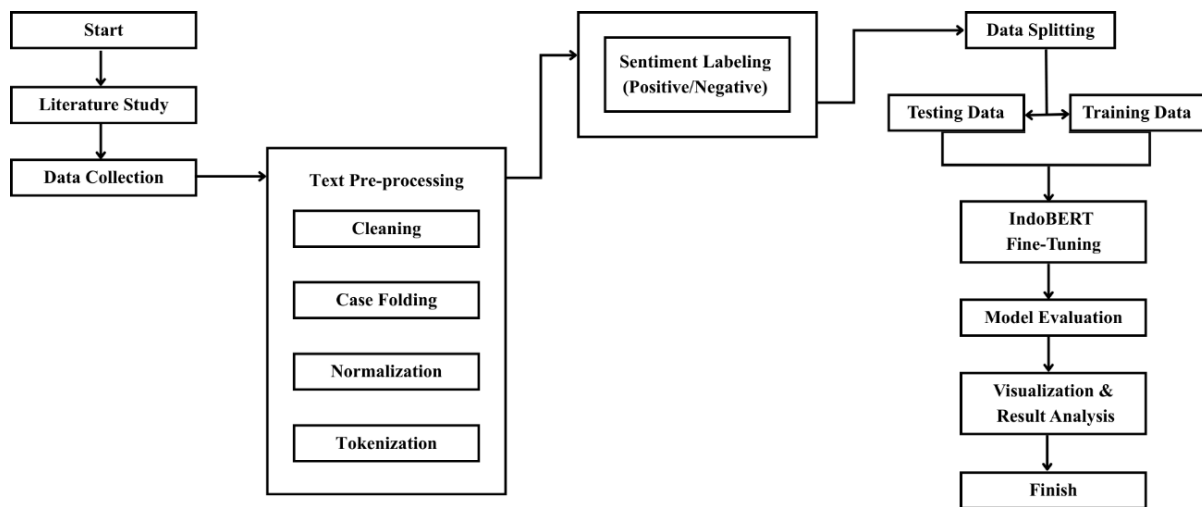 Start
Literature Study
Data Collection
Text Pre-processing
Cleaning
Case Folding
Normalization
Tokenization
Sentiment Labeling
(Positive/Negative)
Data Splitting
Testing Data
Training Data
IndoBERT
Fine-Tuning
Model Evaluation
Visualization &
Result Analysis
Finish